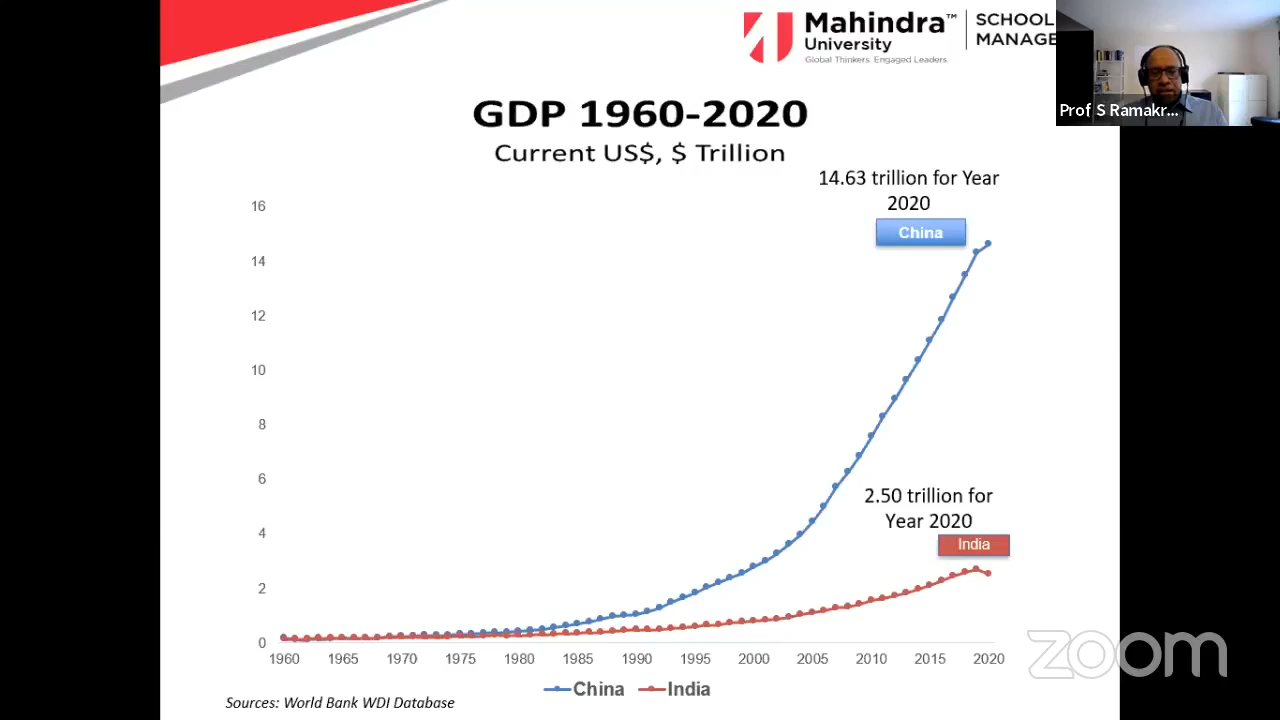 Mahindra™
University
Global Thinkers. Engaged Leaders.
SCHOOL
MANAGE
Prof S Ramakr...
GDP 1960-2020
Current US$, $ Trillion
14.63 trillion for Year
2020
China
16
14
12
10
8
6
4
2
0
2.50 trillion for
Year 2020
India
1960 1965 1970 1975 1980 1985 1990 1995 2000 2005 2010 2015 2020
China India
Sources: World Bank WDI Database
zoom